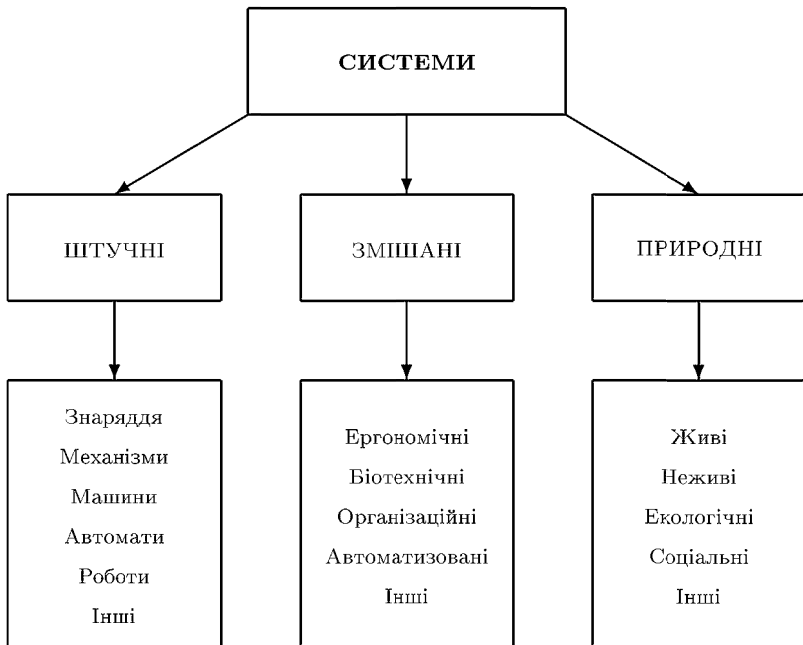 СИСТЕМИ
ШТУЧНІ
ЗМІШАНІ
ПРИРОДНІ
Знаряддя
Механізми
Машини
Автомати
Роботи
Інші
Ергономічні
Біотехнічні
Організаційні
Автоматизовані
Інші
Живі
Неживі
Екологічні
Соціальні
Інші